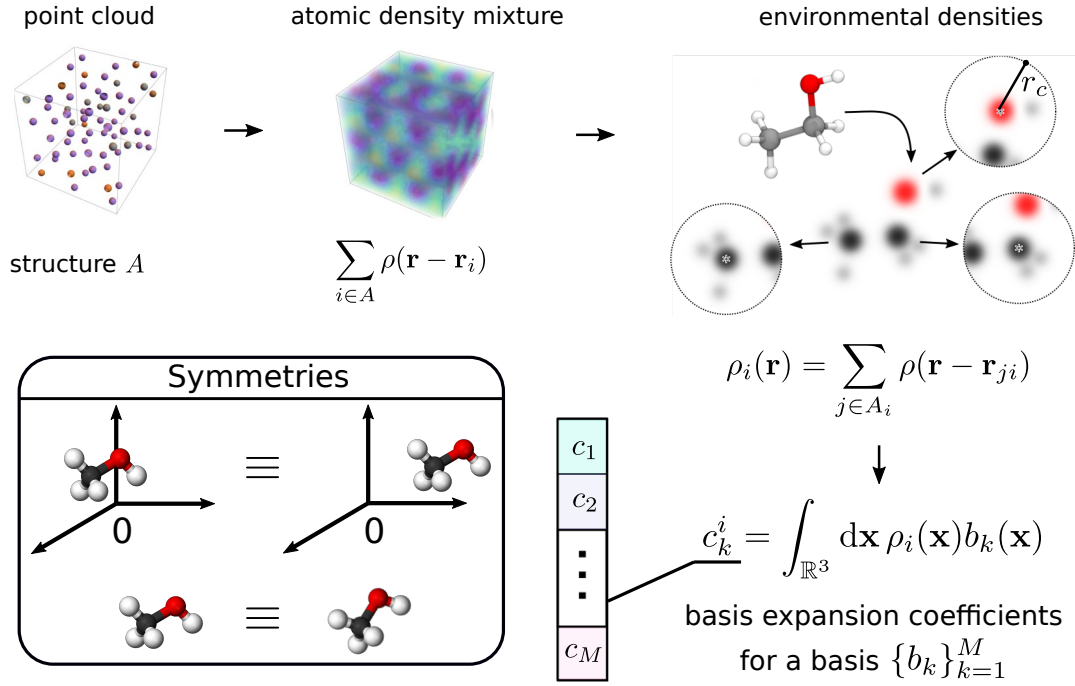 point cloud
atomic density mixture
environmental densities
r_c
structure A
∑_{i∈A} ρ(r − r_i)
ρ_i(r) = ∑_{j∈A_i} ρ(r − r_{ji})
Symmetries
0
0
c_1
c_2
⋮
c_M
c_k^i = ∫_{ℝ^3} dx ρ_i(x)b_k(x)
basis expansion coefficients
for a basis {b_k}_{k=1}^M